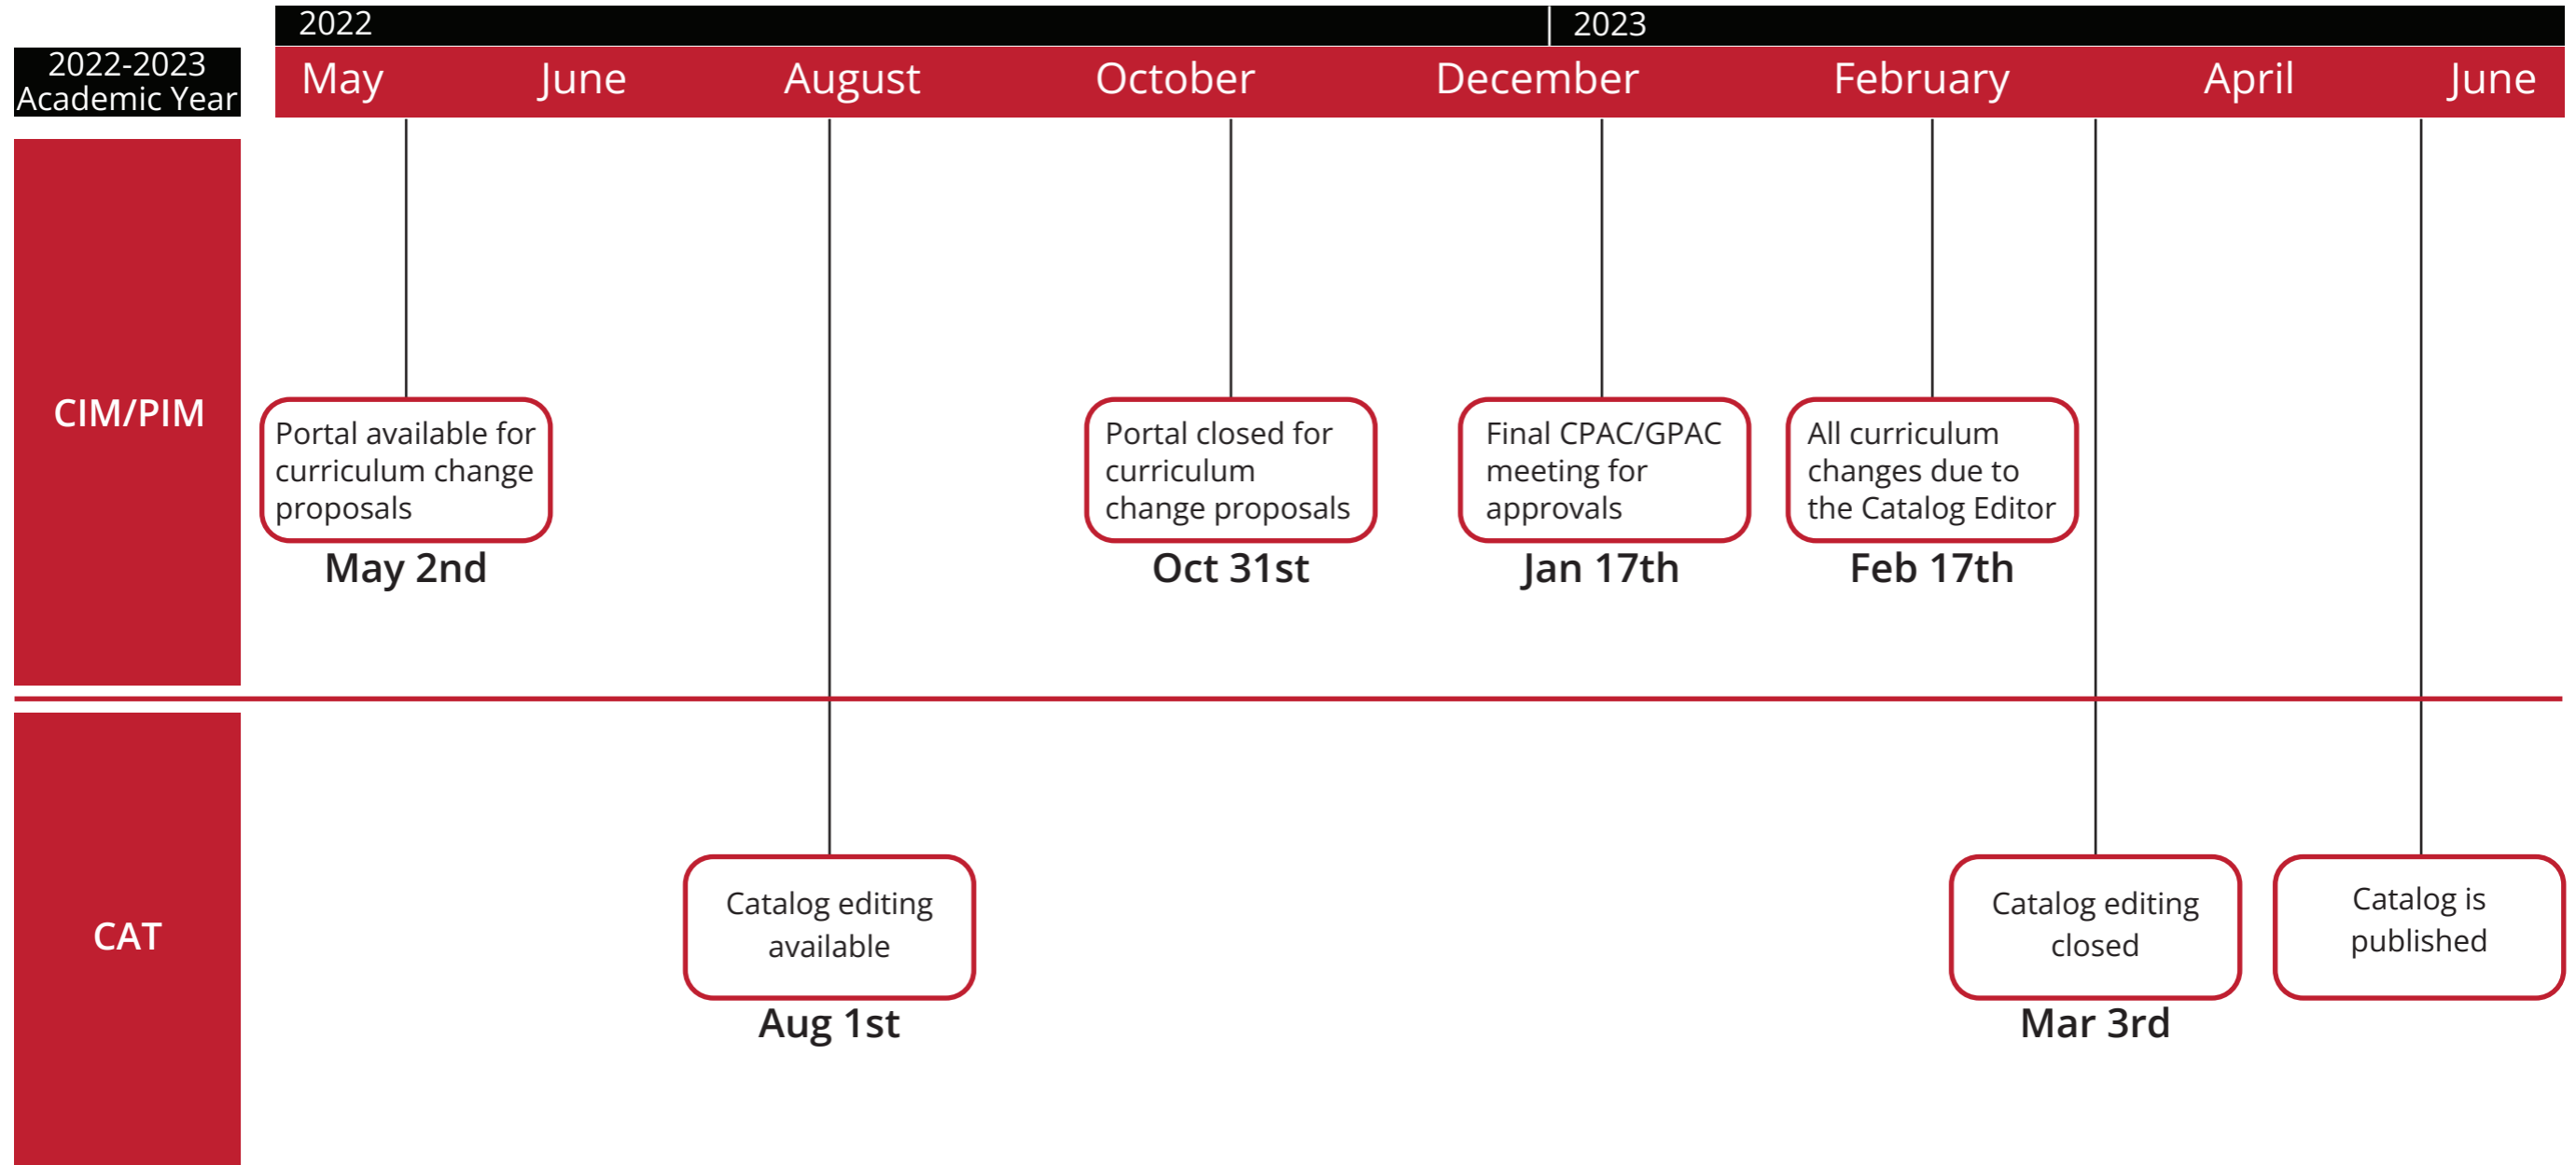 2022
2023
2022-2023
Academic Year
May
June
August
October
December
February
April
June
CIM/PIM
Portal available for
curriculum change
proposals
May 2nd
Portal closed for
curriculum
change proposals
Oct 31st
Final CPAC/GPAC
meeting for
approvals
Jan 17th
All curriculum
changes due to
the Catalog Editor
Feb 17th
CAT
Catalog editing
available
Aug 1st
Catalog editing
closed
Mar 3rd
Catalog is
published